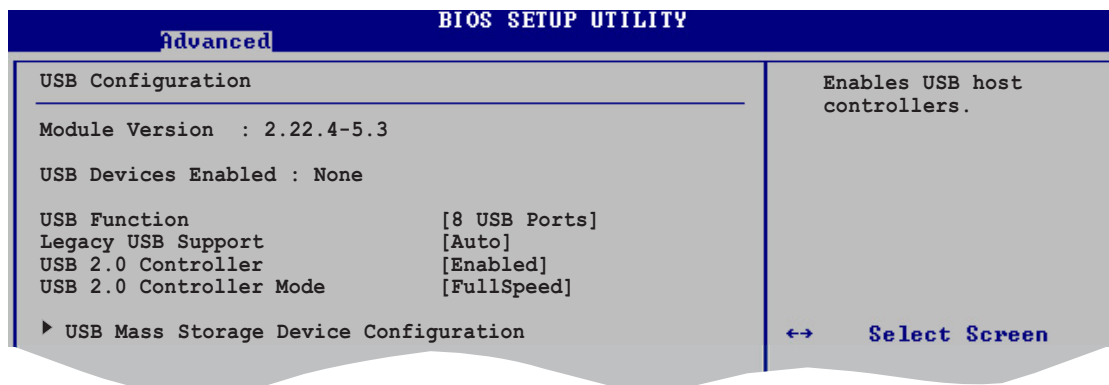 BIOS SETUP UTILITY
Advanced
USB Configuration
Module Version : 2.22.4-5.3
USB Devices Enabled : None
USB Function [8 USB Ports]
Legacy USB Support [Auto]
USB 2.0 Controller [Enabled]
USB 2.0 Controller Mode [FullSpeed]
▶ USB Mass Storage Device Configuration
Enables USB host
controllers.
←→ Select Screen